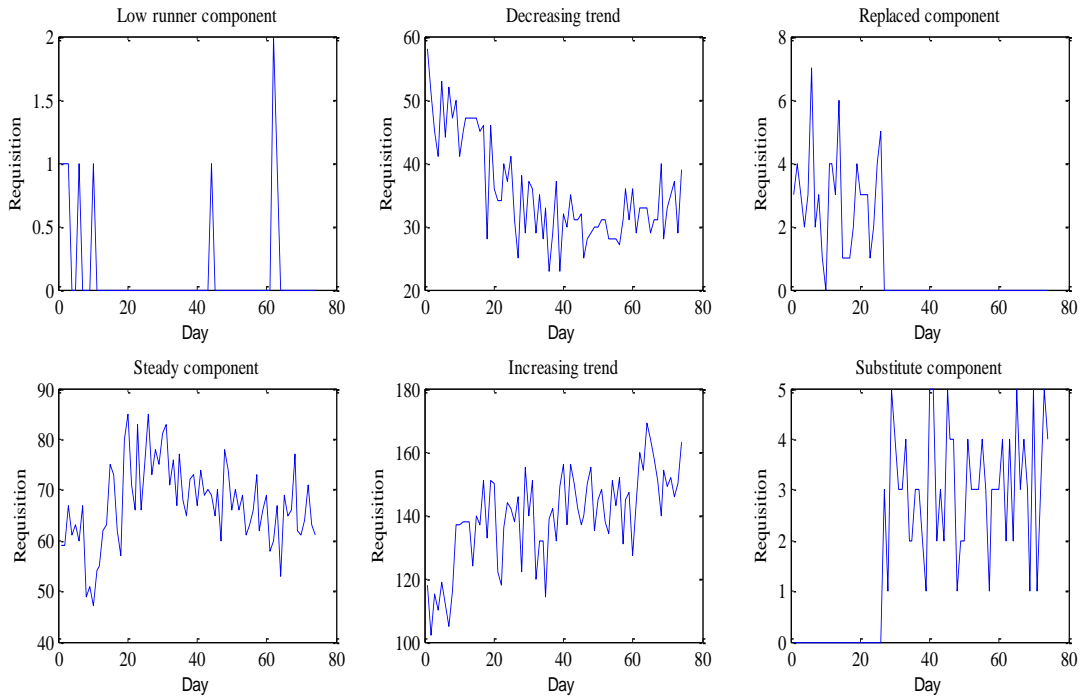 Low runner component
Requisition
2
1.5
1
0.5
0
0 20 40 60 80
Day
Decreasing trend
Requisition
60
50
40
30
20
0 20 40 60 80
Day
Replaced component
Requisition
8
6
4
2
0
0 20 40 60 80
Day
Steady component
Requisition
90
80
70
60
50
40
0 20 40 60 80
Day
Increasing trend
Requisition
180
160
140
120
100
0 20 40 60 80
Day
Substitute component
Requisition
5
4
3
2
1
0
0 20 40 60 80
Day